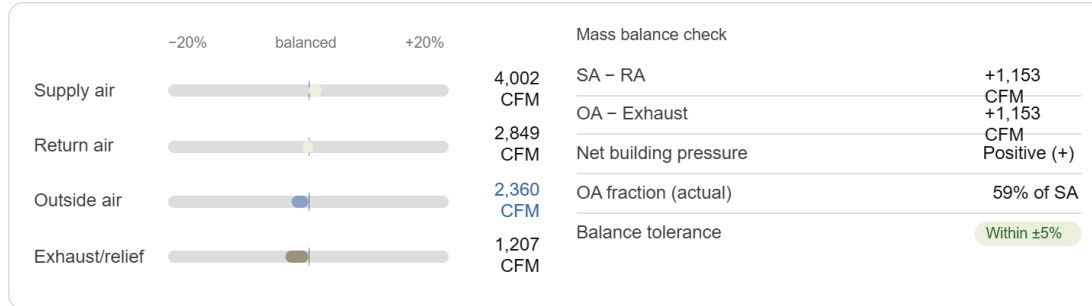 −20% balanced +20%
Supply air 4,002 CFM
Return air 2,849 CFM
Outside air 2,360 CFM
Exhaust/relief 1,207 CFM
Mass balance check
SA − RA +1,153 CFM
OA − Exhaust +1,153 CFM
Net building pressure Positive (+)
OA fraction (actual) 59% of SA
Balance tolerance Within ±5%